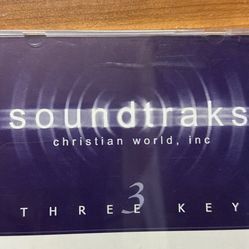 soundtraks
christian world, inc
3
THREE KEY